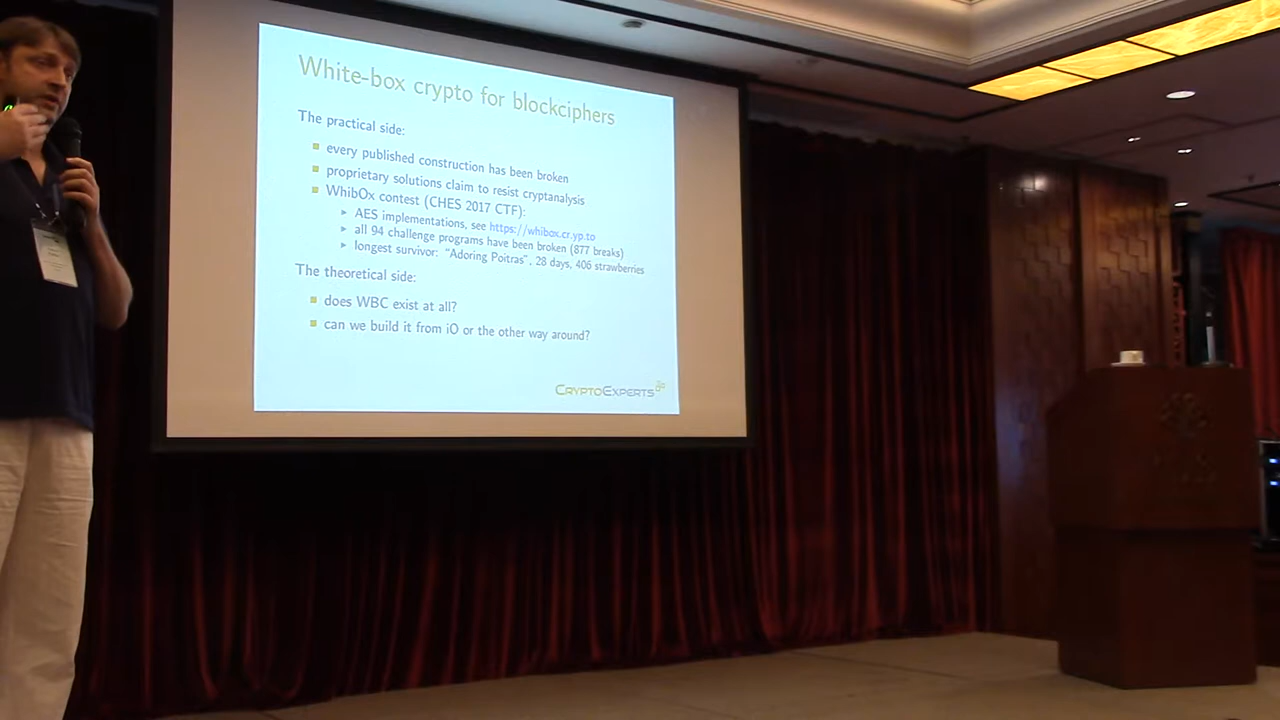 White-box crypto for blockciphers
The practical side:
every published construction has been broken
proprietary solutions claim to resist cryptanalysis
WhibOx contest (CHES 2017 CTF):
AES implementations, see https://whibox.cr.yp.to
all 94 challenge programs have been broken (877 breaks)
longest survivor: "Adoring Poitras", 28 days, 406 strawberries
The theoretical side:
does WBC exist at all?
can we build it from iO or the other way around?
CRYPTOEXPERTS